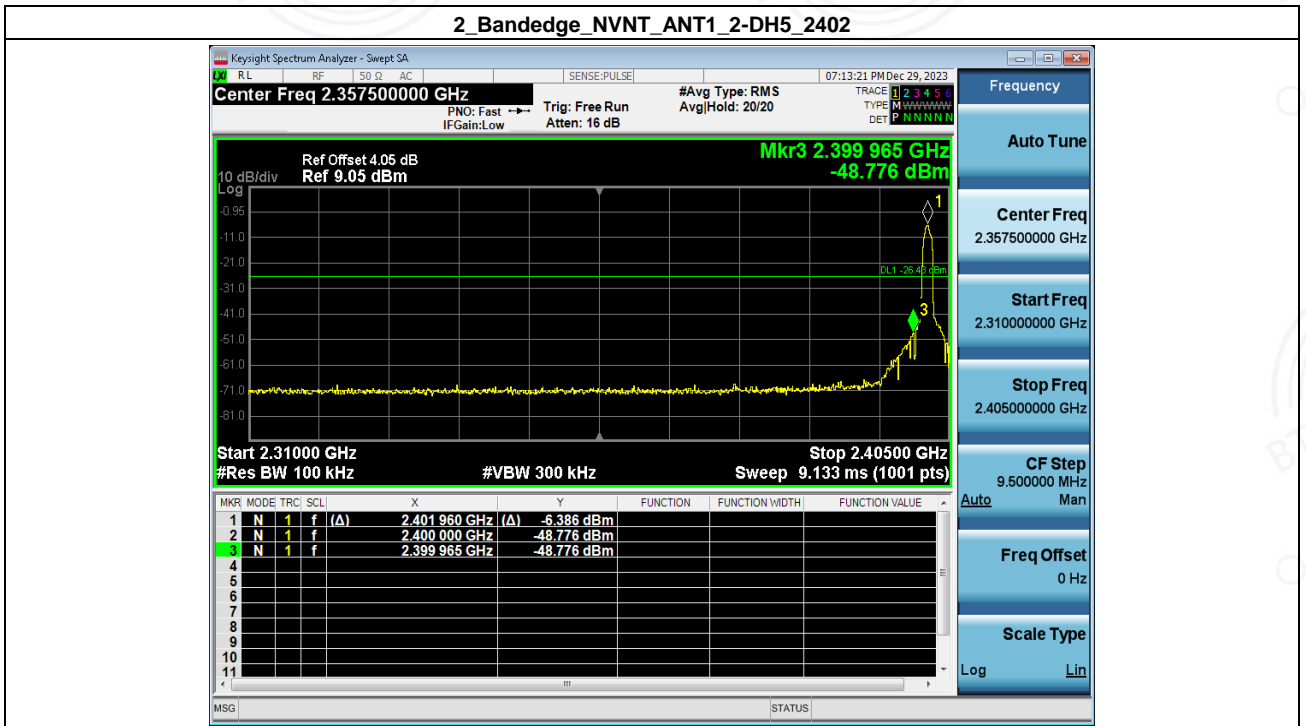 2_Bandedge_NVNT_ANT1_2-DH5_2402
Keysight Spectrum Analyzer - Swept SA
LXI RL RF 50 Ω AC SENSE:PULSE 07:13:21 PM Dec 29, 2023
Center Freq 2.357500000 GHz
PNO: Fast
IFGain:Low
Trig: Free Run
Atten: 16 dB
#Avg Type: RMS
Avg|Hold: 20/20
TRACE 1 2 3 4 5 6
TYPE M WWWWW
DET P N N N N N
Mkr3 2.399 965 GHz
-48.776 dBm
Ref Offset 4.05 dB
10 dB/div Ref 9.05 dBm
Log
-0.95
-11.0
-21.0
-31.0
-41.0
-51.0
-61.0
-71.0
-81.0
1
DL1 -26.43 dBm
3
Start 2.31000 GHz Stop 2.40500 GHz
#Res BW 100 kHz #VBW 300 kHz Sweep 9.133 ms (1001 pts)
MKR MODE TRC SCL X Y FUNCTION FUNCTION WIDTH FUNCTION VALUE
1 N 1 f (Δ) 2.401 960 GHz (Δ) -6.386 dBm
2 N 1 f 2.400 000 GHz -48.776 dBm
3 N 1 f 2.399 965 GHz -48.776 dBm
4
5
6
7
8
9
10
11
MSG STATUS
Frequency
Auto Tune
Center Freq
2.357500000 GHz
Start Freq
2.310000000 GHz
Stop Freq
2.405000000 GHz
CF Step
9.500000 MHz
Auto Man
Freq Offset
0 Hz
Scale Type
Log Lin